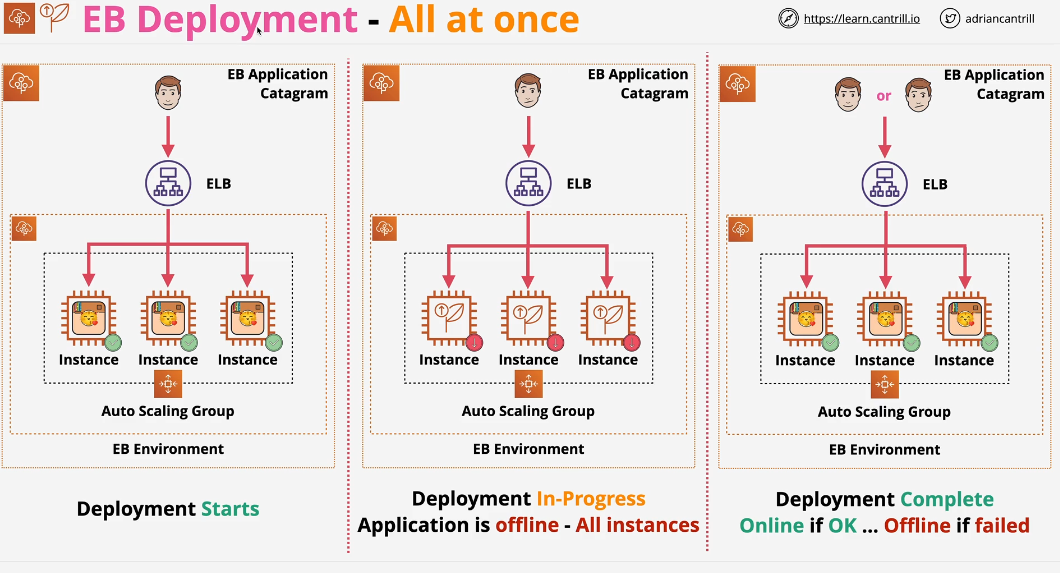 EB Deployment - All at once
https://learn.cantrill.io
adriancantrill
EB Application
Catagram
ELB
Instance
Instance
Instance
Auto Scaling Group
EB Environment
Deployment Starts
EB Application
Catagram
ELB
Instance
Instance
Instance
Auto Scaling Group
EB Environment
Deployment In-Progress
Application is offline - All instances
or
EB Application
Catagram
ELB
Instance
Instance
Instance
Auto Scaling Group
EB Environment
Deployment Complete
Online if OK ... Offline if failed